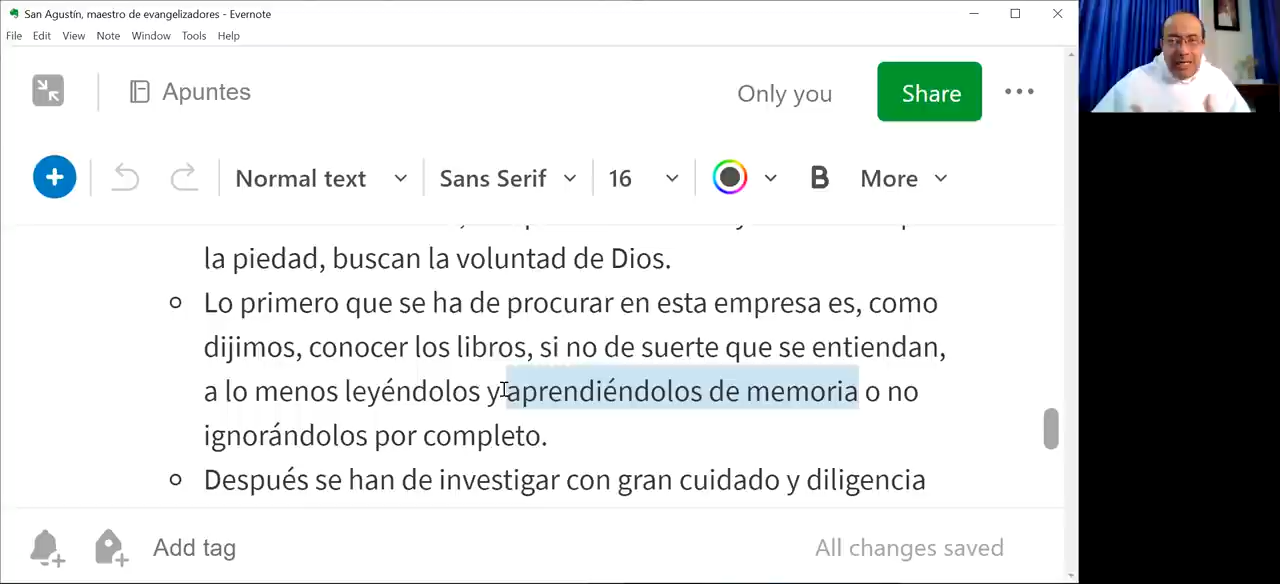 San Agustín, maestro de evangelizadores - Evernote
File Edit View Note Window Tools Help
Apuntes
Only you
Share
Normal text
Sans Serif
16
B
More
la piedad, buscan la voluntad de Dios.
Lo primero que se ha de procurar en esta empresa es, como
dijimos, conocer los libros, si no de suerte que se entiendan,
a lo menos leyéndolos y aprendiéndolos de memoria o no
ignorándolos por completo.
Después se han de investigar con gran cuidado y diligencia
Add tag
All changes saved